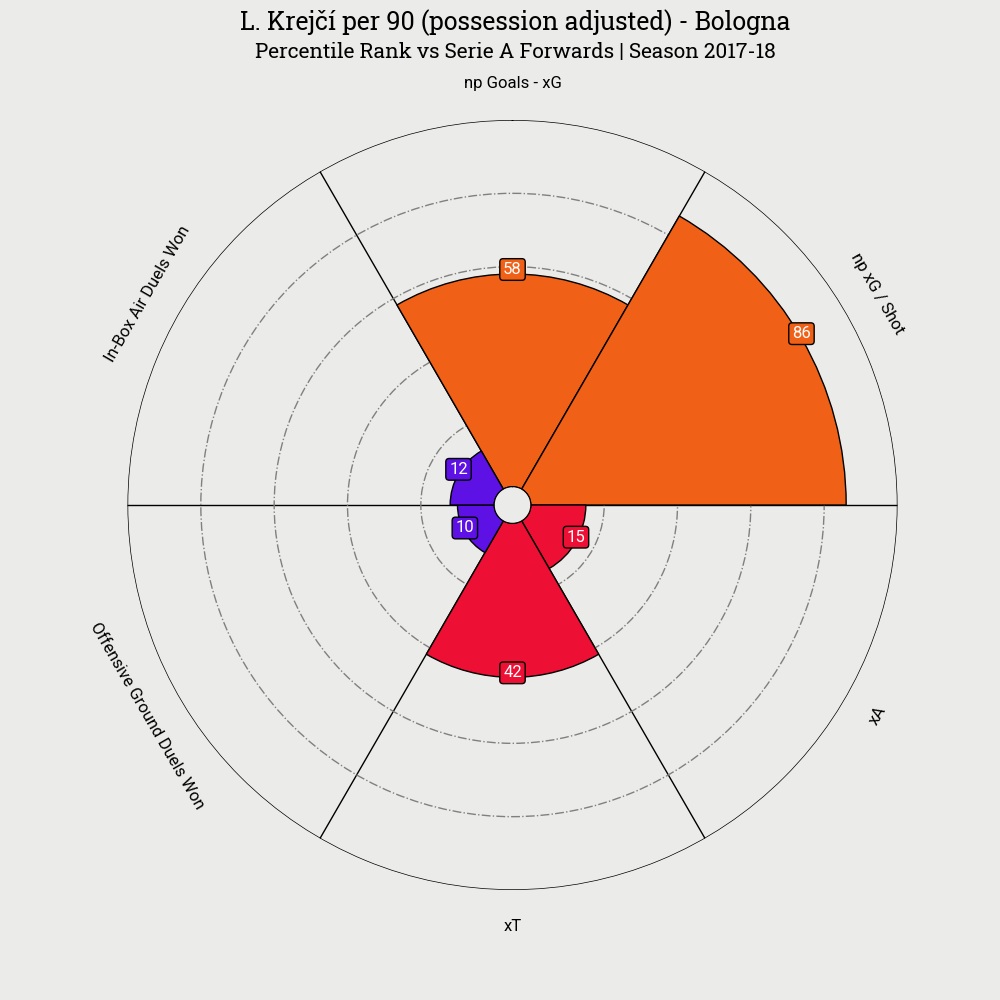 L. Krejčí per 90 (possession adjusted) - Bologna
Percentile Rank vs Serie A Forwards | Season 2017-18
np Goals - xG
np xG / Shot
In-Box Air Duels Won
58
86
12
10
15
42
Offensive Ground Duels Won
xA
xT